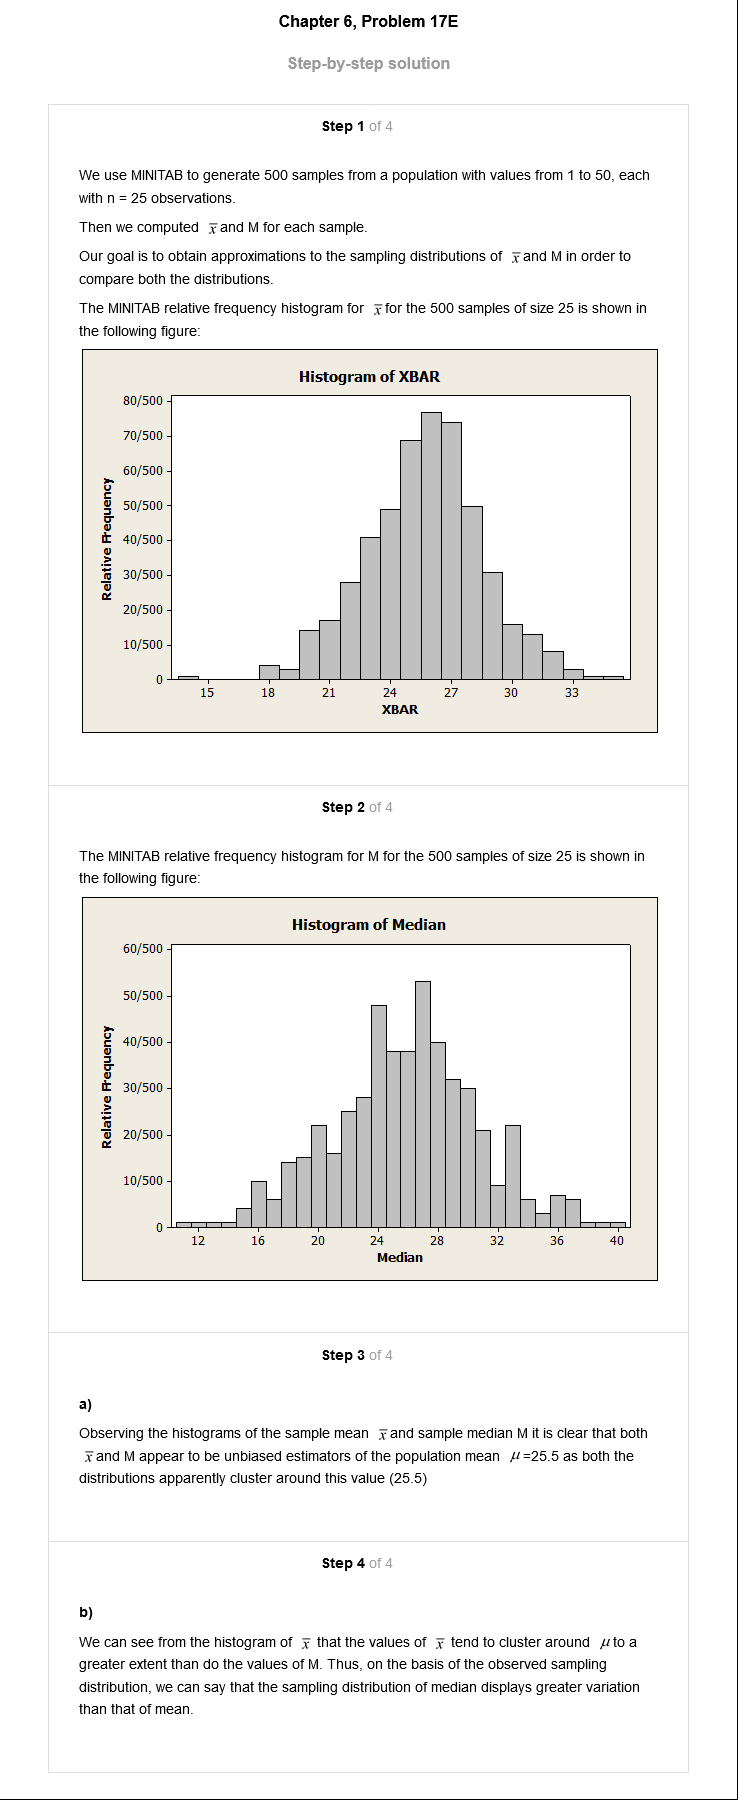 Chapter 6, Problem 17E
Step-by-step solution
Step 1 of 4
We use MINITAB to generate 500 samples from a population with values from 1 to 50, each
with n = 25 observations.
Then we computed x̅ and M for each sample.
Our goal is to obtain approximations to the sampling distributions of x̅ and M in order to
compare both the distributions.
The MINITAB relative frequency histogram for x̅ for the 500 samples of size 25 is shown in
the following figure:
Histogram of XBAR
80/500
70/500
60/500
50/500
40/500
30/500
20/500
10/500
0
Relative Frequency
15 18 21 24 27 30 33
XBAR
Step 2 of 4
The MINITAB relative frequency histogram for M for the 500 samples of size 25 is shown in
the following figure:
Histogram of Median
60/500
50/500
40/500
30/500
20/500
10/500
0
Relative Frequency
12 16 20 24 28 32 36 40
Median
Step 3 of 4
a)
Observing the histograms of the sample mean x̅ and sample median M it is clear that both
x̅ and M appear to be unbiased estimators of the population mean μ=25.5 as both the
distributions apparently cluster around this value (25.5)
Step 4 of 4
b)
We can see from the histogram of x̅ that the values of x̅ tend to cluster around μ to a
greater extent than do the values of M. Thus, on the basis of the observed sampling
distribution, we can say that the sampling distribution of median displays greater variation
than that of mean.